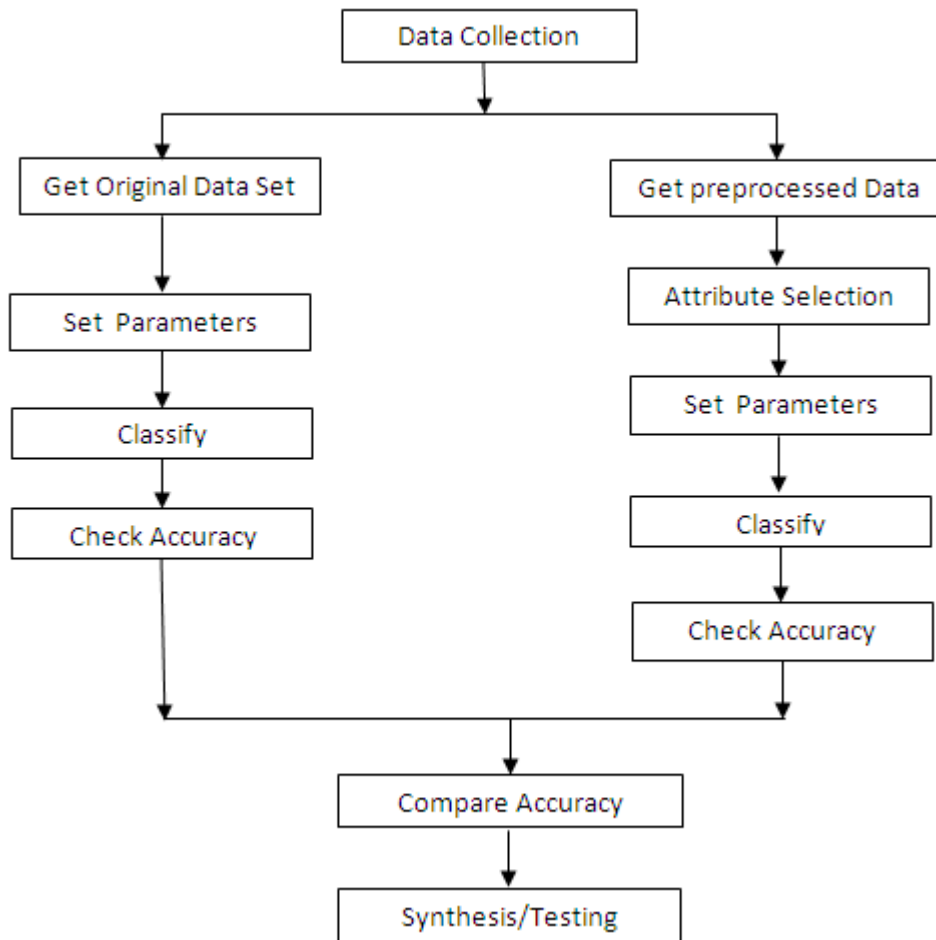 Data Collection
Get Original Data Set
Set Parameters
Classify
Check Accuracy
Get preprocessed Data
Attribute Selection
Set Parameters
Classify
Check Accuracy
Compare Accuracy
Synthesis/Testing